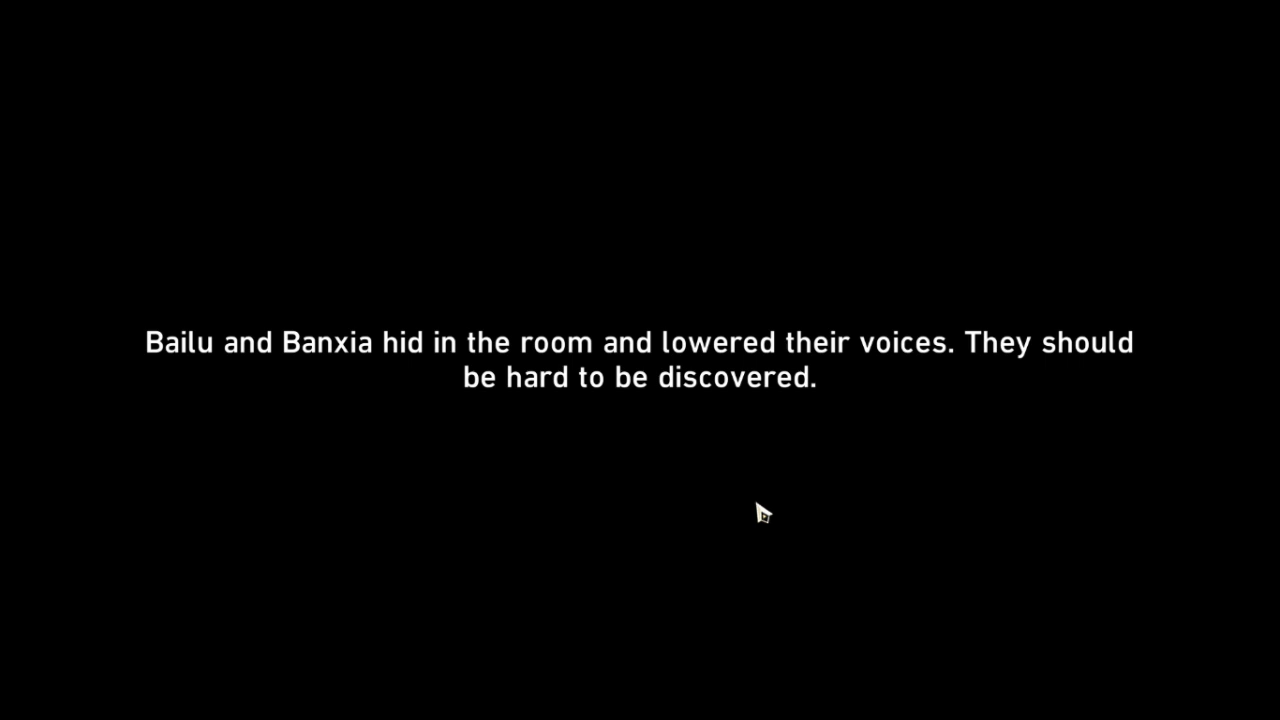 Bailu and Banxia hid in the room and lowered their voices. They should
be hard to be discovered.